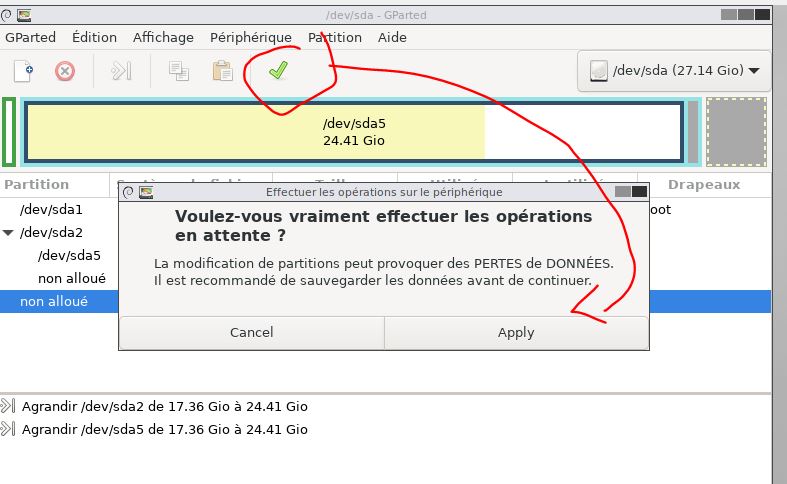 /dev/sda - GParted
GParted Édition Affichage Périphérique Partition Aide
/dev/sda (27.14 Gio)
/dev/sda5
24.41 Gio
Partition Drapeaux
/dev/sda1
/dev/sda2
/dev/sda5
non alloué
non alloué
Effectuer les opérations sur le périphérique
Voulez-vous vraiment effectuer les opérations
en attente ?
La modification de partitions peut provoquer des PERTES de DONNÉES.
Il est recommandé de sauvegarder les données avant de continuer.
Cancel Apply
Agrandir /dev/sda2 de 17.36 Gio à 24.41 Gio
Agrandir /dev/sda5 de 17.36 Gio à 24.41 Gio